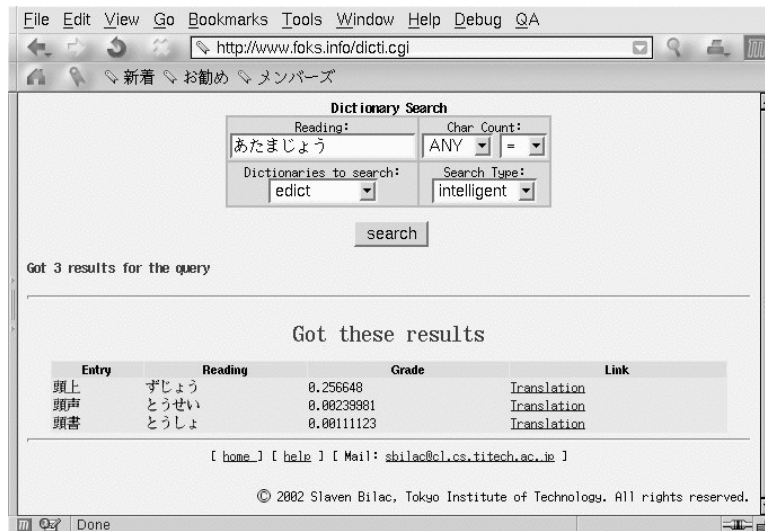 File Edit View Go Bookmarks Tools Window Help Debug QA
http://www.foks.info/dicti.cgi
新着 お勧め メンバーズ
Dictionary Search
Reading: Char Count:
あたまじょう ANY =
Dictionaries to search: Search Type:
edict intelligent
search
Got 3 results for the query
Got these results
Entry Reading Grade Link
頭上 ずじょう 0.256648 Translation
頭声 とうせい 0.00239981 Translation
頭書 とうしょ 0.00111123 Translation
[ home ] [ help ] [ Mail: sbilac@cl.cs.titech.ac.jp ]
© 2002 Slaven Bilac, Tokyo Institute of Technology. All rights reserved.
Done